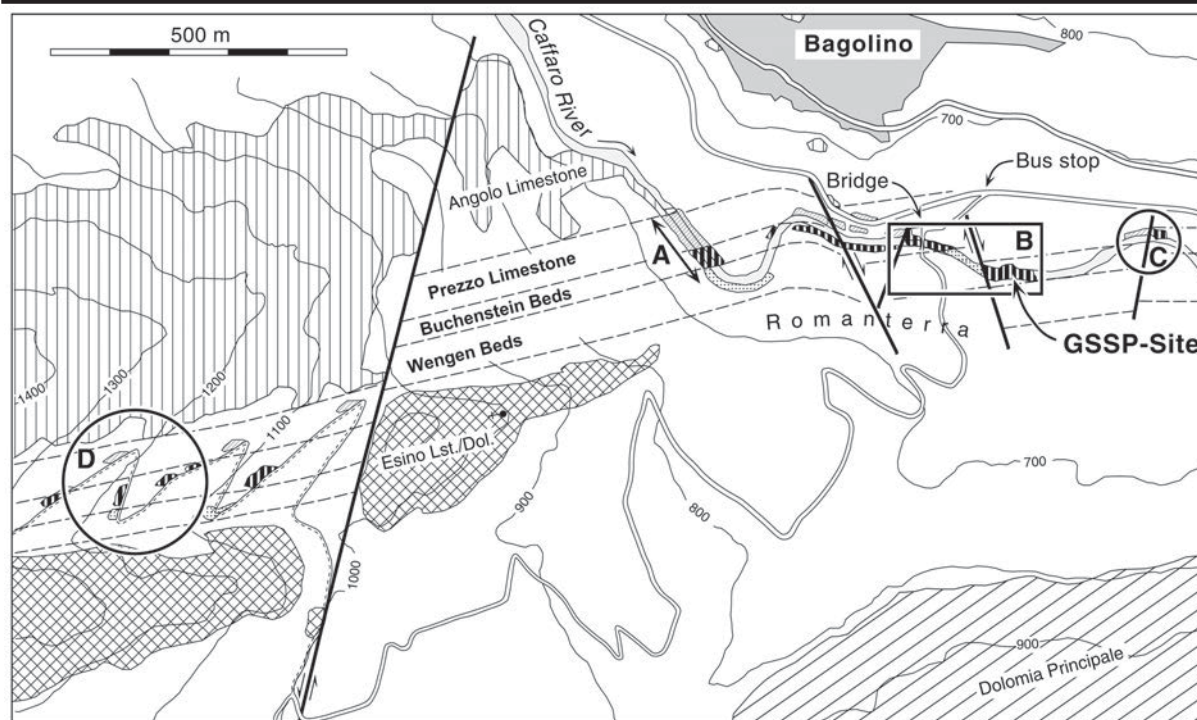 500 m
Caffaro River
Bagolino
800
700
Bus stop
Bridge
Angolo Limestone
A
B
C
Prezzo Limestone
Buchenstein Beds
Wengen Beds
Romanterra
GSSP-Site
1400
1300
1200
1100
D
Esino Lst./Dol.
900
800
700
1000
900
Dolomia Principale